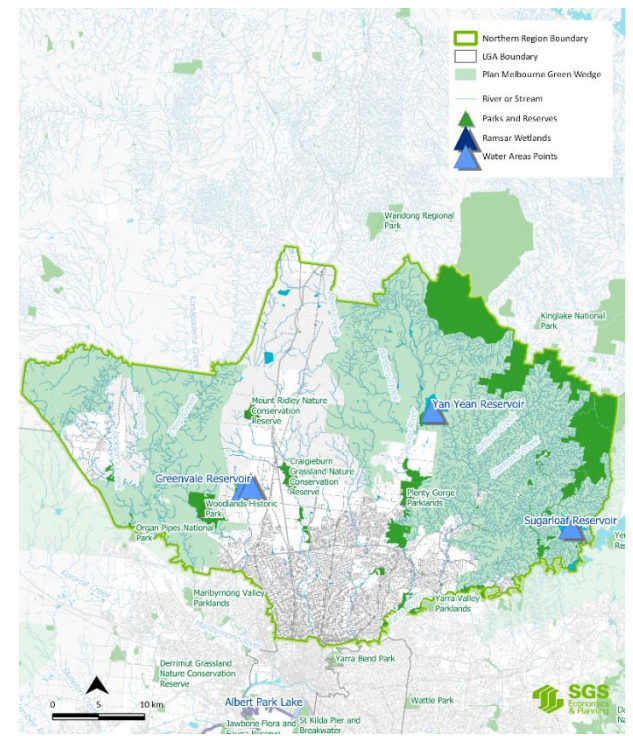 Northern Region Boundary
LGA Boundary
Plan Melbourne Green Wedge
River or Stream
Parks and Reserves
Ramsar Wetlands
Water Areas Points
Wandong Regional
Park
Kinglake National
Park
Mount Ridley Nature
Conservation
Reserve
Yan Yean Reservoir
Craigieburn
Grassland Nature
Conservation
Reserve
Greenvale Reservoir
Woodlands Historic
Park
Plenty Gorge
Parklands
Organ Pipes National
Park
Sugarloaf Reservoir
Maribyrnong Valley
Parklands
Yarra Valley
Parklands
Yarra Bend Park
Derrimut Grassland
Nature Conservation
Reserve
Albert Park Lake
Wattle Park
St Kilda Pier and
Breakwater
Jawbone Flora and
0 5 10 km
SGS
Economics
& Planning